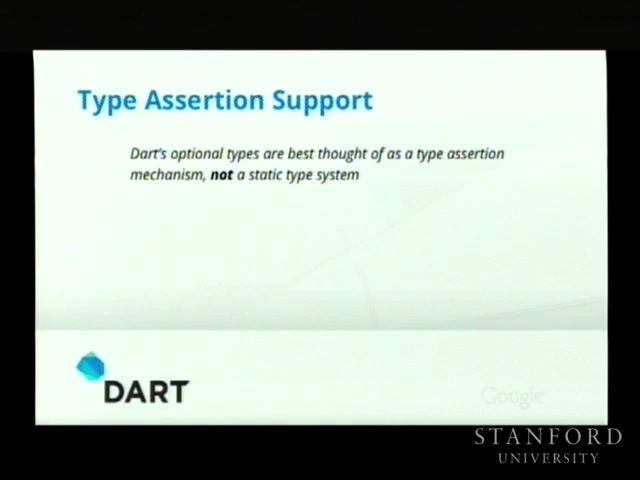 Type Assertion Support
Dart's optional types are best thought of as a type assertion
mechanism, not a static type system
DART
Google
STANFORD
UNIVERSITY